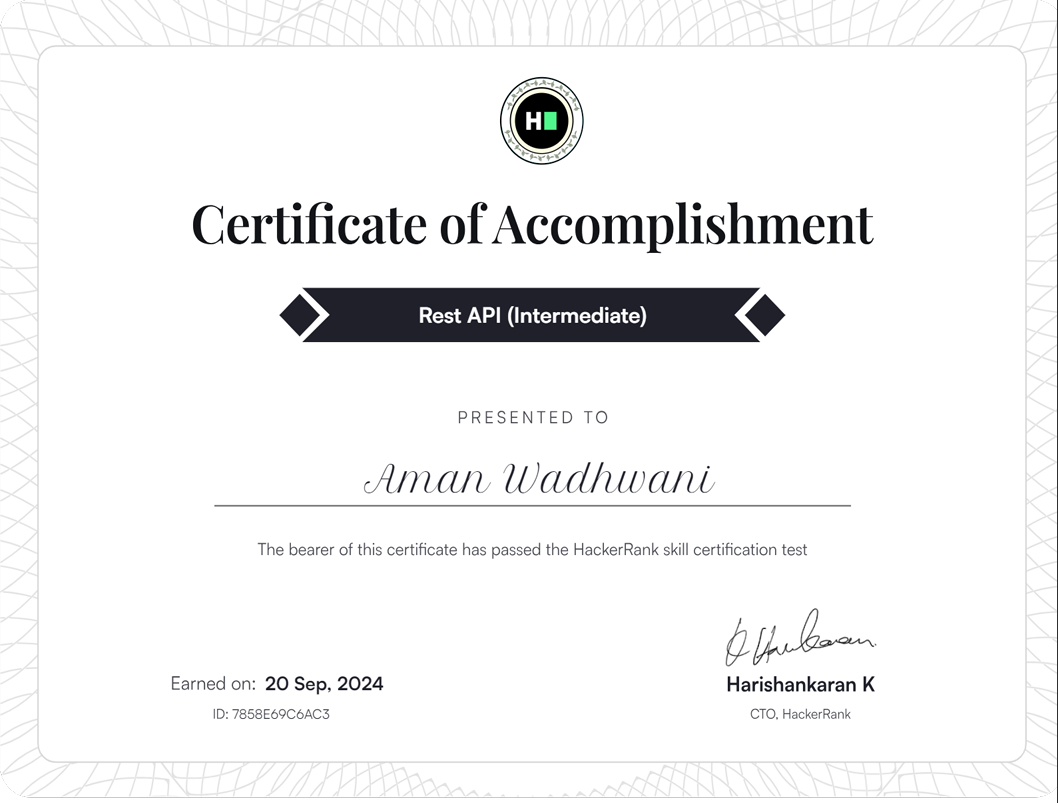 H
Certificate of Accomplishment
Rest API (Intermediate)
PRESENTED TO
Aman Wadhwani
The bearer of this certificate has passed the HackerRank skill certification test
Earned on: 20 Sep, 2024
ID: 7858E69C6AC3
Harishankaran K
CTO, HackerRank